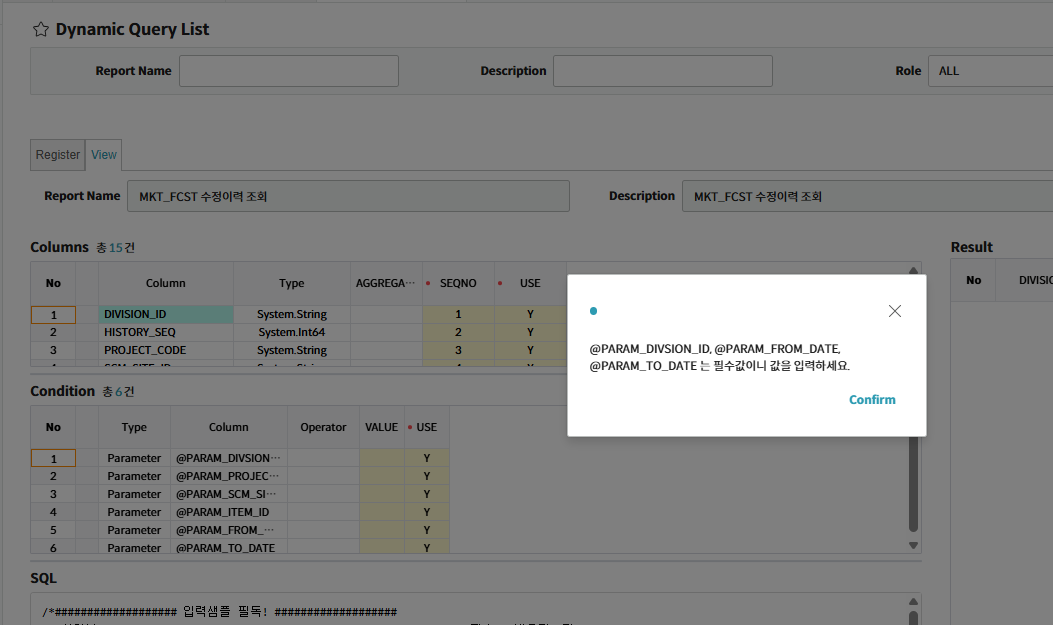 Dynamic Query List
Report Name Description Role ALL
Register View
Report Name MKT_FCST 수정이력 조회 Description MKT_FCST 수정이력 조회
Columns 총 15 건 Result
No Column Type AGGREGA··· SEQNO USE No
1 DIVISION_ID System.String 1 Y
2 HISTORY_SEQ System.Int64 2 Y
3 PROJECT_CODE System.String 3 Y
@PARAM_DIVSION_ID, @PARAM_FROM_DATE,
@PARAM_TO_DATE 는 필수값이니 값을 입력하세요.
Confirm
Condition 총 6 건
No Type Column Operator VALUE USE
1 Parameter @PARAM_DIVSION··· Y
2 Parameter @PARAM_PROJEC··· Y
3 Parameter @PARAM_SCM_SI··· Y
4 Parameter @PARAM_ITEM_ID Y
5 Parameter @PARAM_FROM_··· Y
6 Parameter @PARAM_TO_DATE Y
SQL
/*################### 입력샘플 필독! ###################